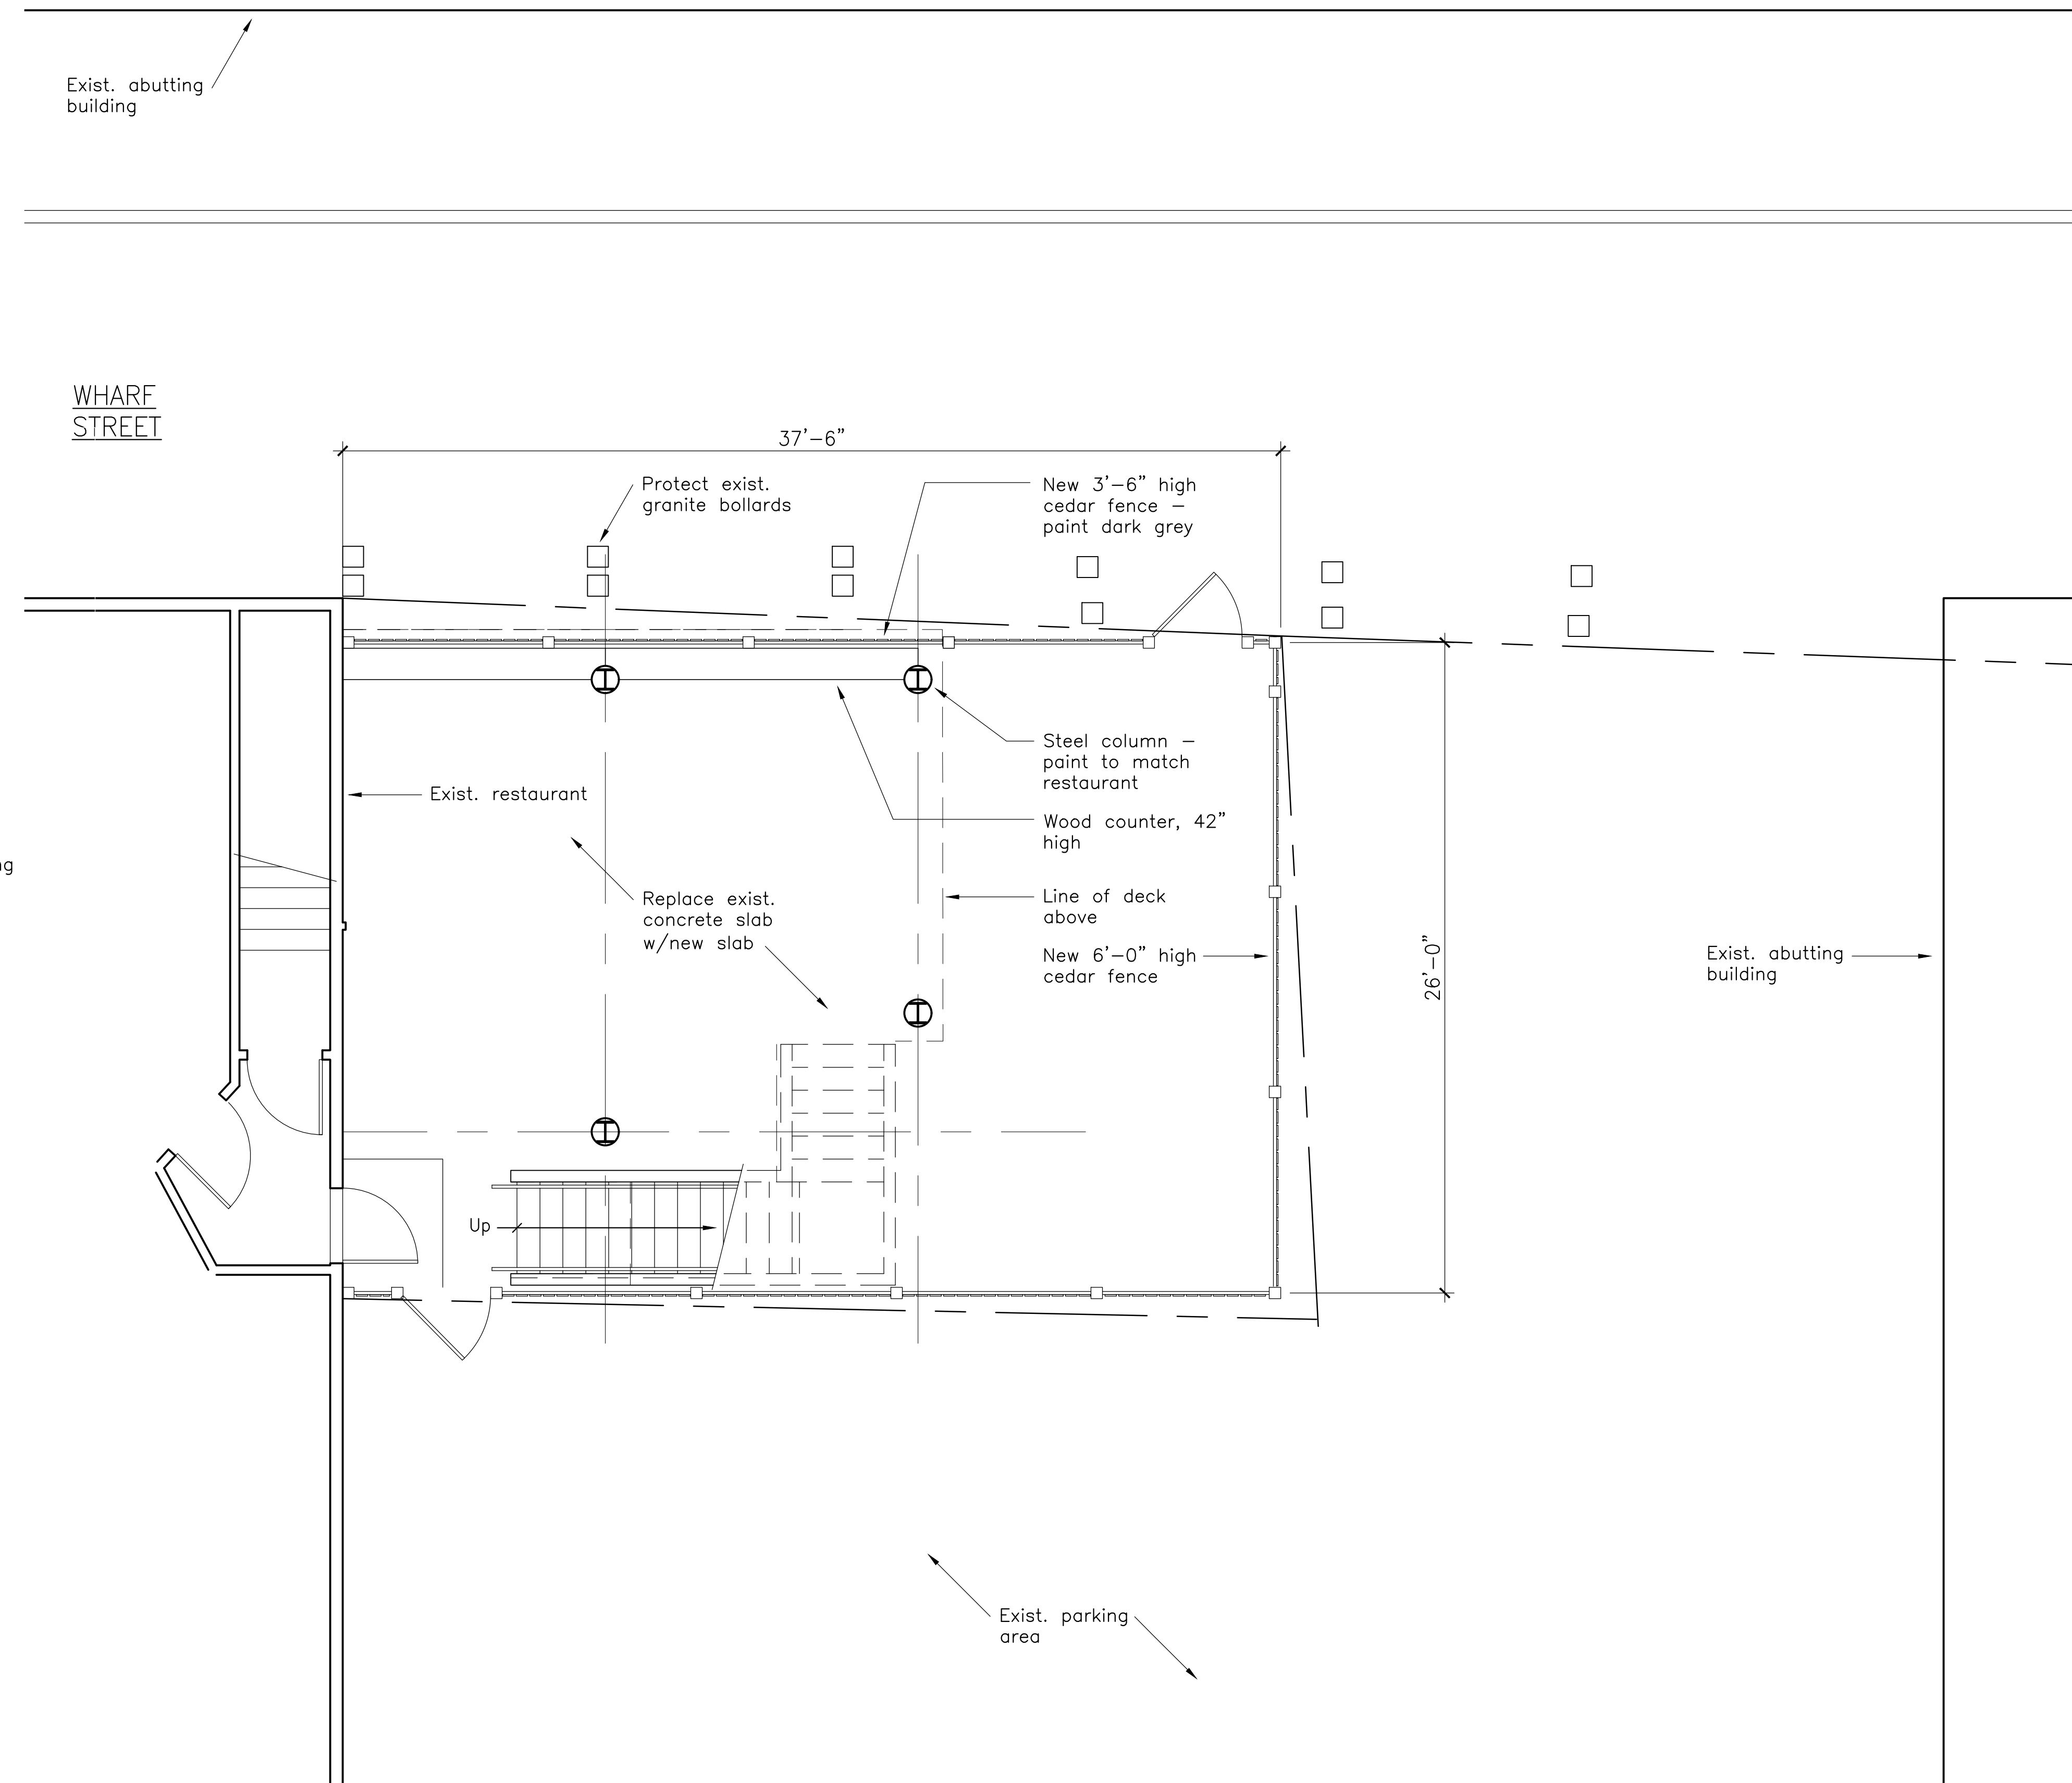 Exist. abutting
building
WHARF
STREET
37'-6"
Protect exist.
granite bollards
New 3'-6" high
cedar fence –
paint dark grey
Steel column –
paint to match
restaurant
Exist. restaurant
Wood counter, 42"
high
Replace exist.
concrete slab
w/new slab
Line of deck
above
New 6'-0" high
cedar fence
26'-0"
Exist. abutting
building
Up
Exist. parking
area